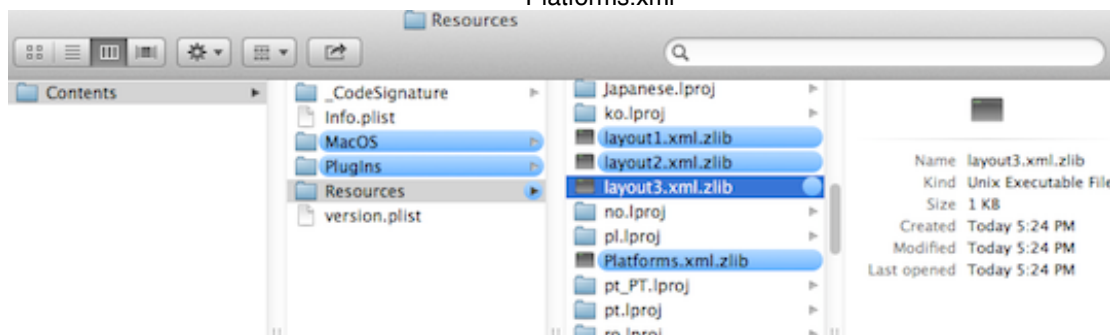 Platforms.xml
Resources
Contents
_CodeSignature
Info.plist
MacOS
PlugIns
Resources
version.plist
Japanese.lproj
ko.lproj
layout1.xml.zlib
layout2.xml.zlib
layout3.xml.zlib
no.lproj
pl.lproj
Platforms.xml.zlib
pt_PT.lproj
pt.lproj
ro.lproj
Name layout3.xml.zlib
Kind Unix Executable File
Size 1 KB
Created Today 5:24 PM
Modified Today 5:24 PM
Last opened Today 5:24 PM